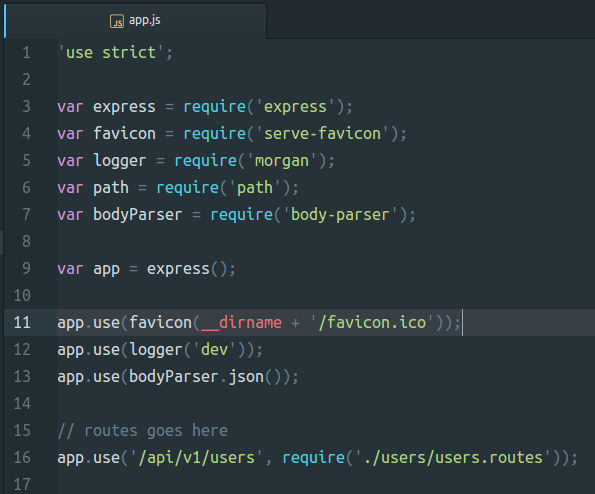 JS app.js
1 'use strict';
2
3 var express = require('express');
4 var favicon = require('serve-favicon');
5 var logger = require('morgan');
6 var path = require('path');
7 var bodyParser = require('body-parser');
8
9 var app = express();
10
11 app.use(favicon(__dirname + '/favicon.ico'));
12 app.use(logger('dev'));
13 app.use(bodyParser.json());
14
15 // routes goes here
16 app.use('/api/v1/users', require('./users/users.routes'));
17